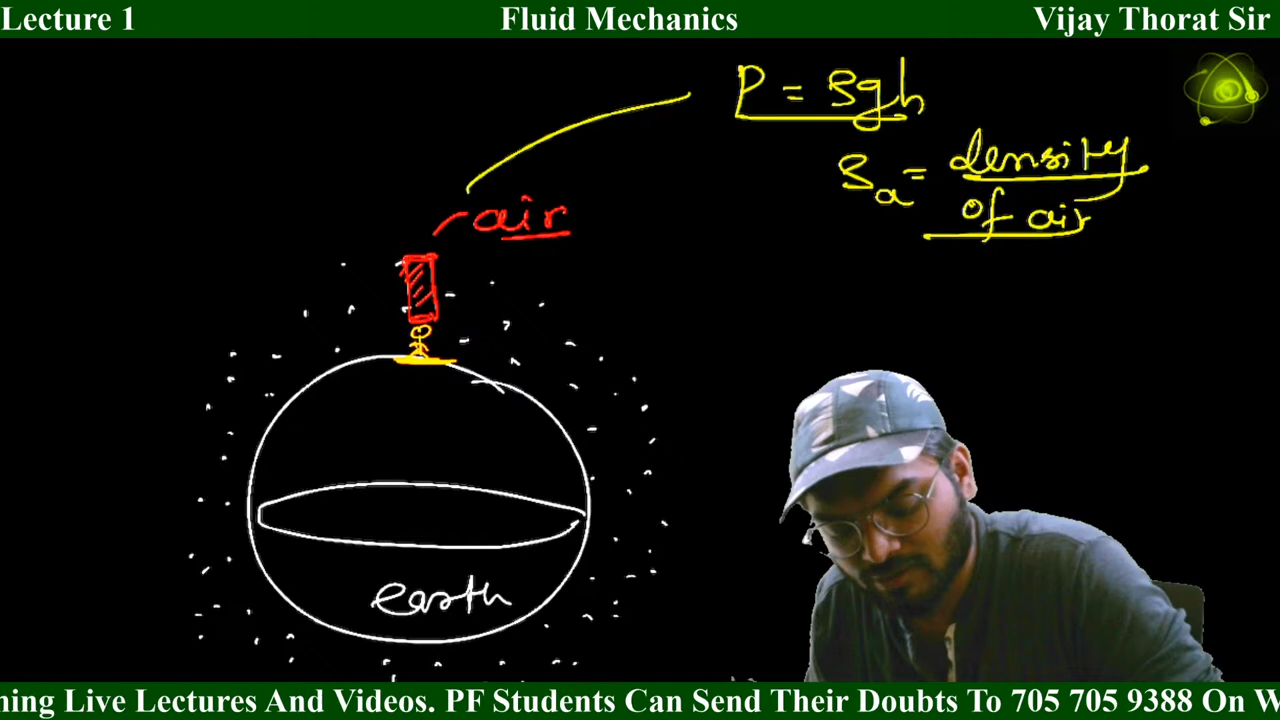 Lecture 1 Fluid Mechanics Vijay Thorat Sir
P = ρgh
ρa = density
of air
air
earth
ning Live Lectures And Videos. PF Students Can Send Their Doubts To 705 705 9388 On W